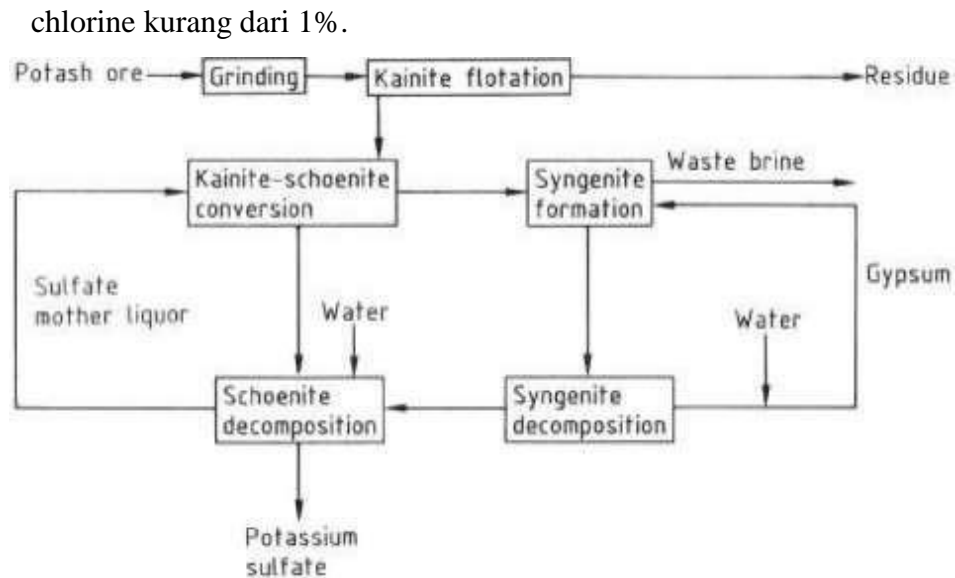 chlorine kurang dari 1%.
Potash ore
Grinding
Kainite flotation
Residue
Kainite-schoenite
conversion
Syngenite
formation
Waste brine
Sulfate
mother liquor
Water
Gypsum
Water
Schoenite
decomposition
Syngenite
decomposition
Potassium
sulfate